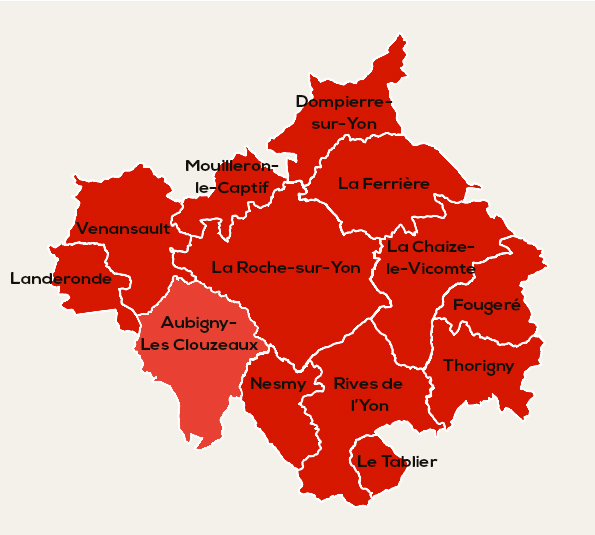 Dompierre-
sur-Yon
Mouilleron-
le-Captif
La Ferrière
Venansault
La Chaize-
le-Vicomte
La Roche-sur-Yon
Landeronde
Fougeré
Aubigny-
Les Clouzeaux
Thorigny
Nesmy
Rives de
l'Yon
Le Tablier